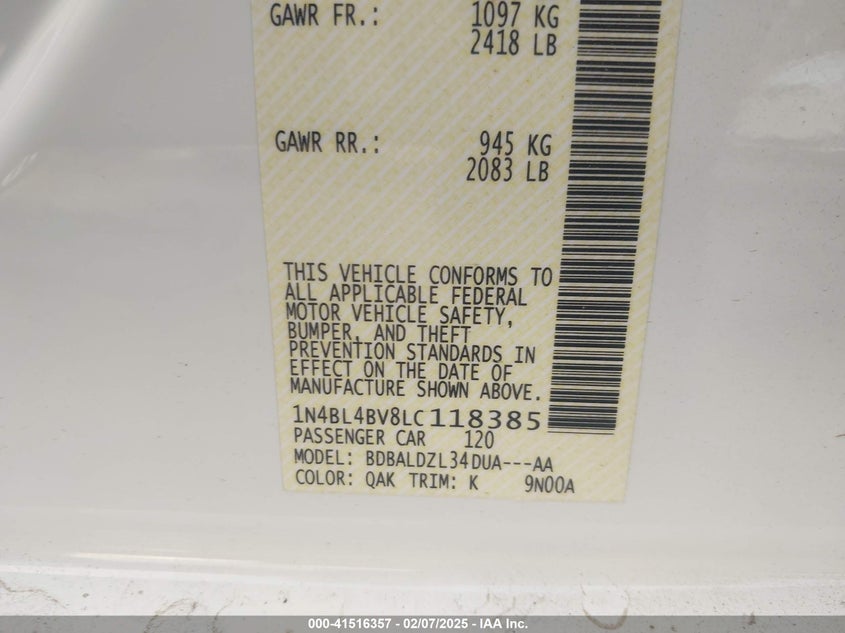 GAWR FR.: 1097 KG
2418 LB
GAWR RR.: 945 KG
2083 LB
THIS VEHICLE CONFORMS TO
ALL APPLICABLE FEDERAL
MOTOR VEHICLE SAFETY,
BUMPER, AND THEFT
PREVENTION STANDARDS IN
EFFECT ON THE DATE OF
MANUFACTURE SHOWN ABOVE.
1N4BL4BV8LC118385
PASSENGER CAR 120
MODEL: BDBALDZL34DUA---AA
COLOR: QAK TRIM: K 9N00A
000-41516357 — 02/07/2025 - IAA Inc.